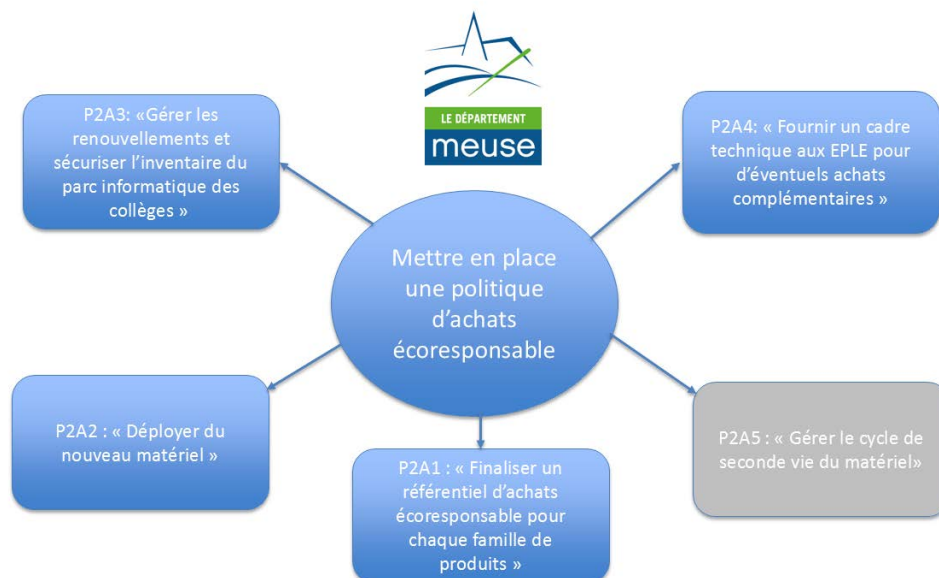 LE DÉPARTEMENT
meuse
P2A3: «Gérer les
renouvellements et
sécuriser l'inventaire du
parc informatique des
collèges »
P2A4: « Fournir un cadre
technique aux EPLE pour
d'éventuels achats
complémentaires »
Mettre en place
une politique
d'achats
écoresponsable
P2A2 : « Déployer du
nouveau matériel »
P2A1 : « Finaliser un
référentiel d'achats
écoresponsable pour
chaque famille de
produits »
P2A5 : « Gérer le cycle de
seconde vie du matériel»